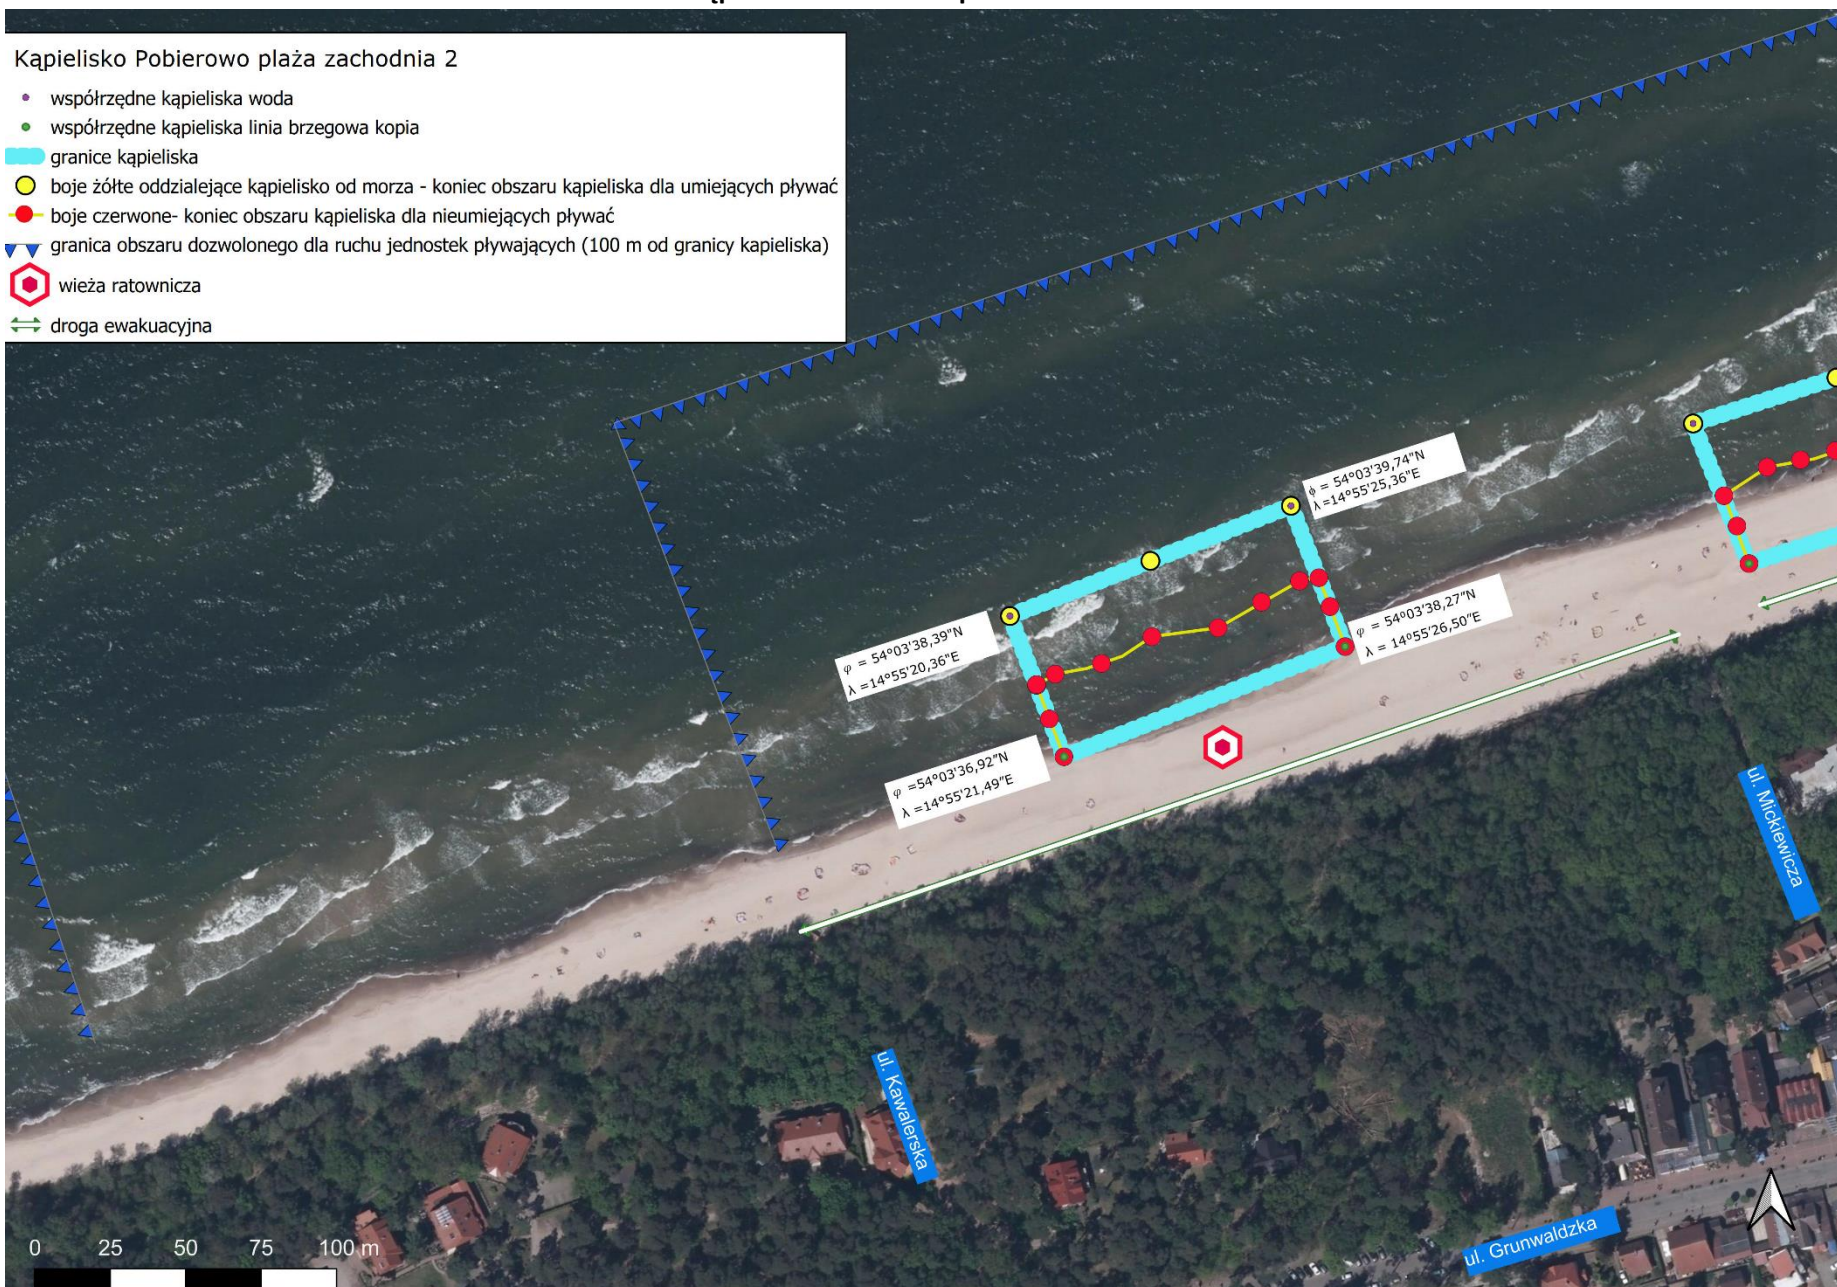 Kąpielisko Pobierowo plaża zachodnia 2
współrzędne kąpieliska woda
współrzędne kąpieliska linia brzegowa kopia
granice kąpieliska
boje żółte oddzialejące kąpielisko od morza - koniec obszaru kąpieliska dla umiejących pływać
boje czerwone- koniec obszaru kąpieliska dla nieumiejących pływać
granica obszaru dozwolonego dla ruchu jednostek pływających (100 m od granicy kapieliska)
wieża ratownicza
droga ewakuacyjna
ϕ = 54°03'39,74"N
λ =14°55'25,36"E
φ = 54°03'38,39"N
λ =14°55'20,36"E
φ = 54°03'38,27"N
λ = 14°55'26,50"E
φ =54°03'36,92"N
λ =14°55'21,49"E
ul. Mickiewicza
ul. Kawalerska
ul. Grunwaldzka
0 25 50 75 100 m